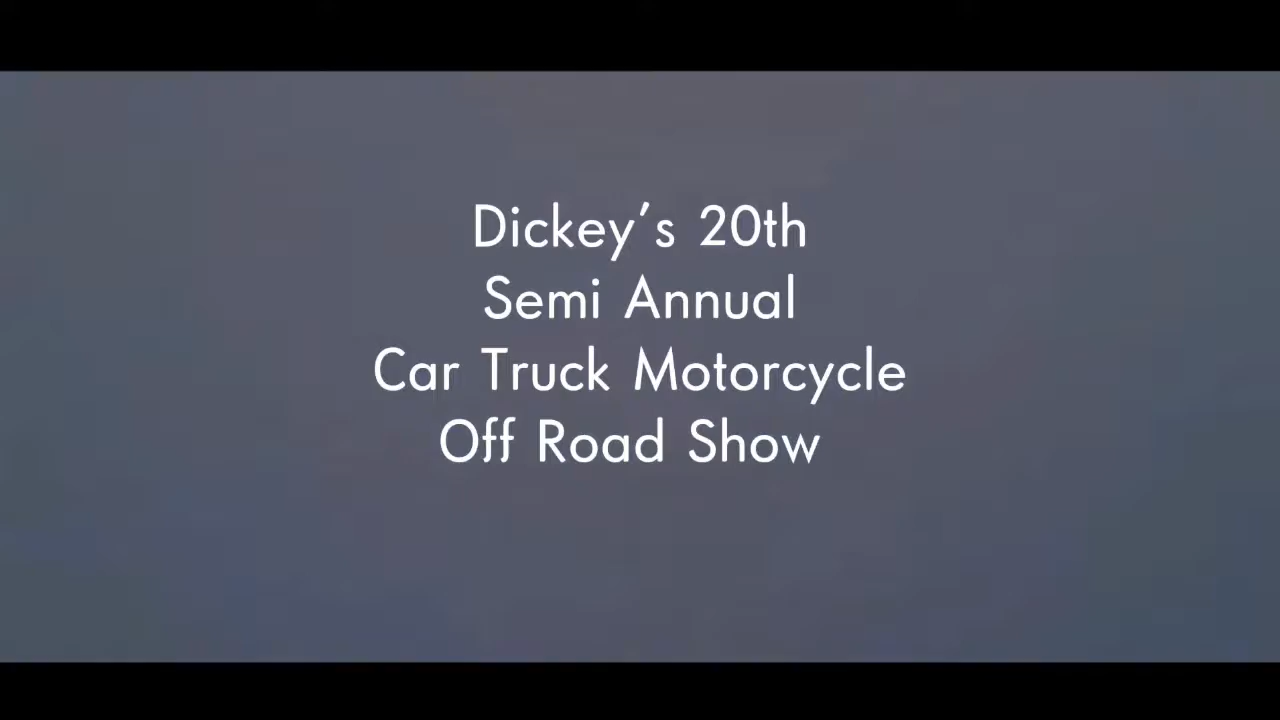 Dickey’s 20th
Semi Annual
Car Truck Motorcycle
Off Road Show